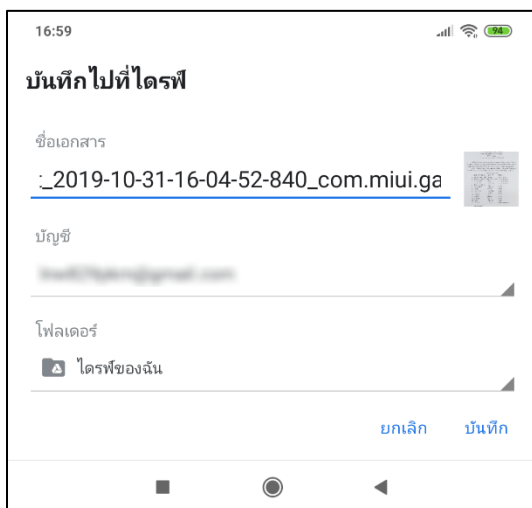 16:59
94
บันทึกไปที่ไดรฟ์
ชื่อเอกสาร
:_2019-10-31-16-04-52-840_com.miui.ga
บัญชี
โฟลเดอร์
ไดรฟ์ของฉัน
ยกเลิก บันทึก